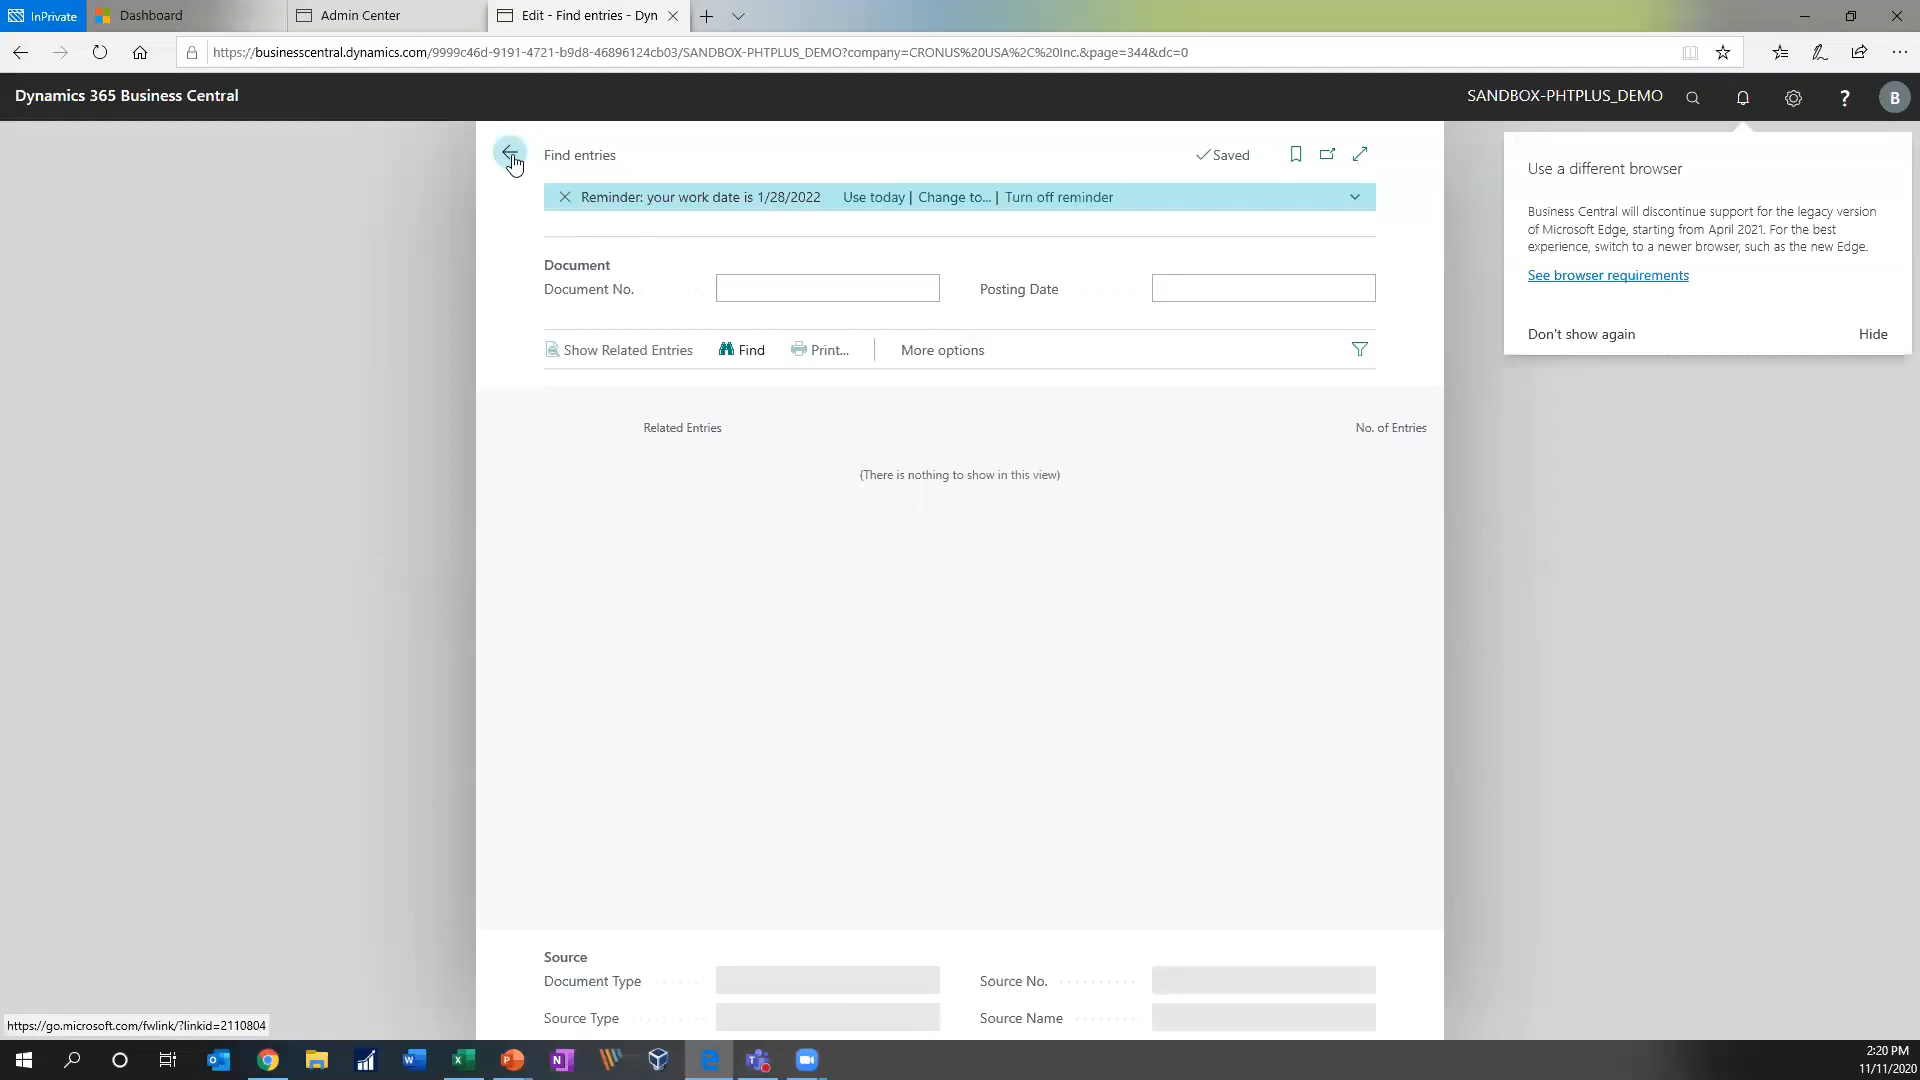 InPrivate
Dashboard
Admin Center
Edit - Find entries - Dyn
https://businesscentral.dynamics.com/9999c46d-9191-4721-b9d8-46896124cb03/SANDBOX-PHTPLUS_DEMO?company=CRONUS%20USA%2C%20Inc.&page=344&dc=0
Dynamics 365 Business Central
SANDBOX-PHTPLUS_DEMO
?
B
Find entries
Saved
Reminder: your work date is 1/28/2022 Use today | Change to... | Turn off reminder
Use a different browser
Business Central will discontinue support for the legacy version
of Microsoft Edge, starting from April 2021. For the best
experience, switch to a newer browser, such as the new Edge.
See browser requirements
Don't show again
Hide
Document
Document No.
Posting Date
Show Related Entries
Find
Print...
More options
Related Entries
No. of Entries
(There is nothing to show in this view)
Source
Document Type
Source No.
Source Type
Source Name
https://go.microsoft.com/fwlink/?linkid=2110804
2:20 PM
11/11/2020